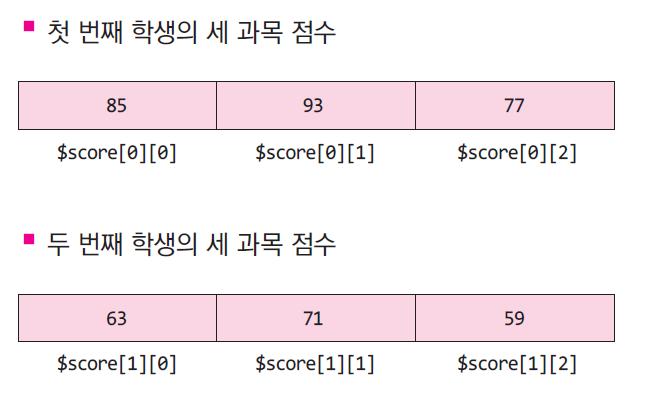 ■ 첫 번째 학생의 세 과목 점수
85 93 77
$score[0][0] $score[0][1] $score[0][2]
■ 두 번째 학생의 세 과목 점수
63 71 59
$score[1][0] $score[1][1] $score[1][2]